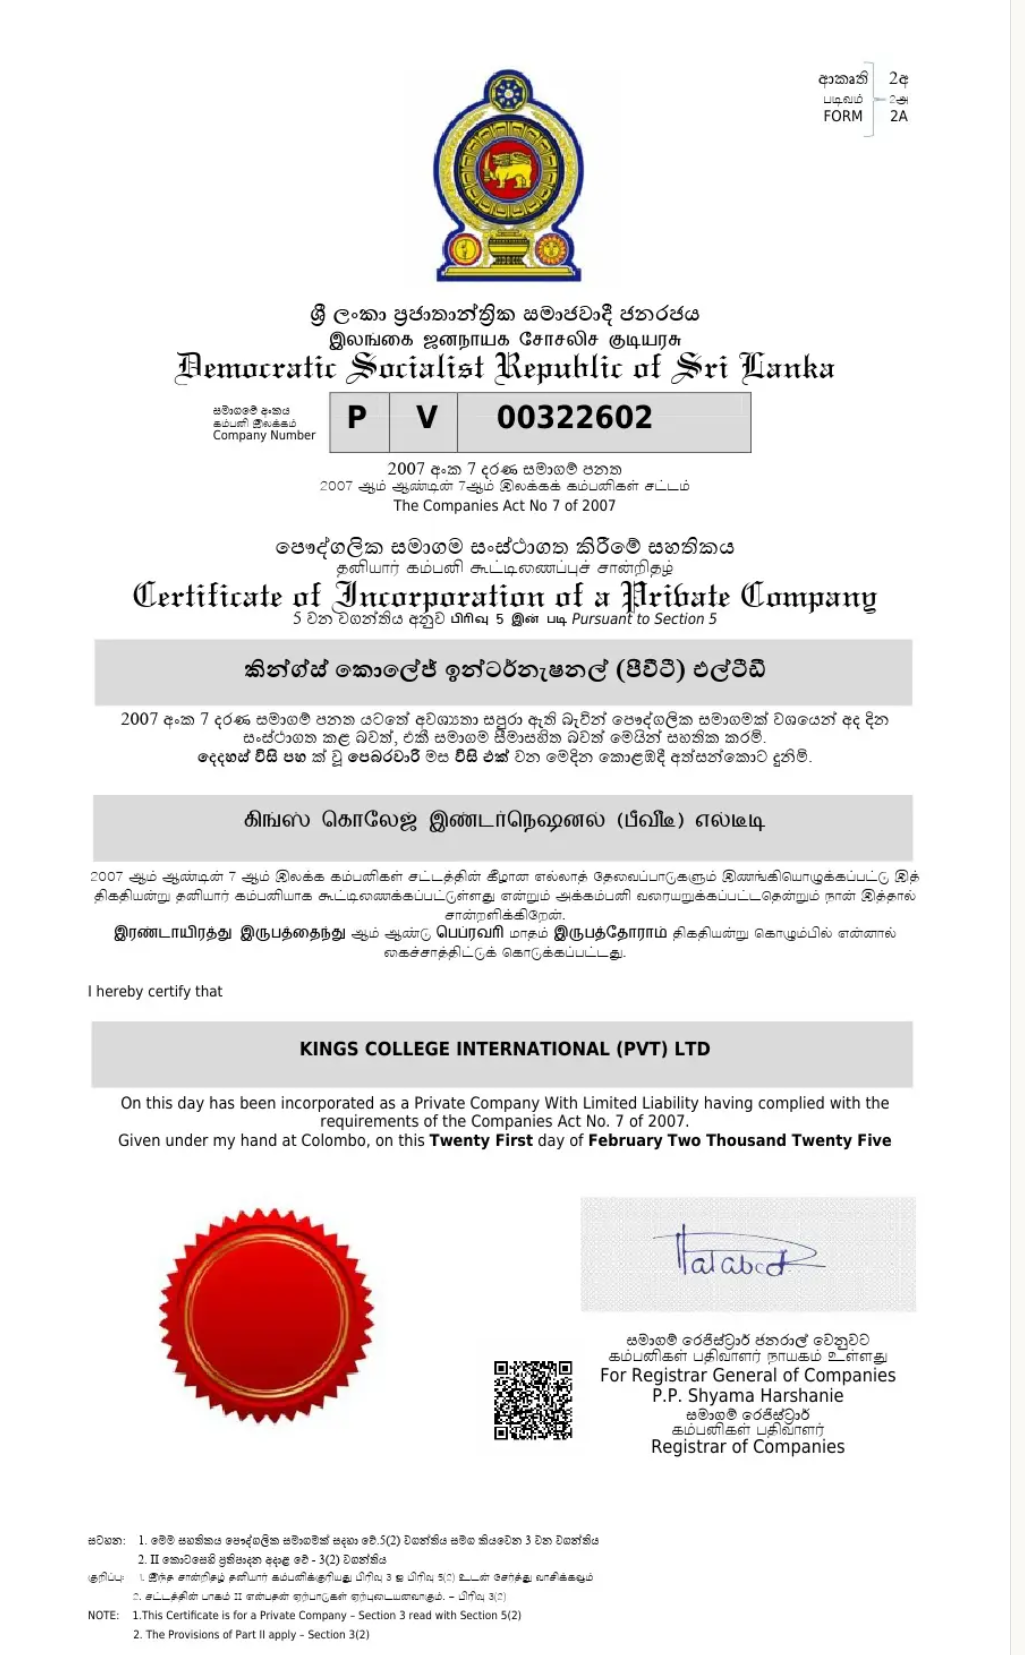 ආකෘති 2අ
படிவம் 2அ
FORM 2A
ශ්‍රී ලංකා ප්‍රජාතාන්ත්‍රික සමාජවාදී ජනරජය
இலங்கை ஜனநாயக சோசலிச குடியரசு
Democratic Socialist Republic of Sri Lanka
සමාගමේ අංකය
கம்பனி இலக்கம்
Company Number
P V 00322602
2007 අංක 7 දරණ සමාගම් පනත
2007 ஆம் ஆண்டின் 7ஆம் இலக்கக் கம்பனிகள் சட்டம்
The Companies Act No 7 of 2007
පෞද්ගලික සමාගම සංස්ථාගත කිරීමේ සහතිකය
தனியார் கம்பனி கூட்டிணைப்புச் சான்றிதழ்
Certificate of Incorporation of a Private Company
5 වන වගන්තිය අනුව பிரிவு 5 இன் படி Pursuant to Section 5
කින්ග්ස් කොලේජ් ඉන්ටර්නැෂනල් (පීවීටී) එල්ටීඩී
2007 අංක 7 දරණ සමාගම් පනත යටතේ අවශ්‍යතා සපුරා ඇති බැවින් පෞද්ගලික සමාගමක් වශයෙන් අද දින
සංස්ථාගත කළ බවත්, එකී සමාගම සීමාසහිත බවත් මෙයින් සහතික කරමි.
දෙදහස් විසි පහ ක් වූ පෙබරවාරි මස විසි එක් වන මෙදින කොළඹදී අත්සන්කොට දුනිමි.
கிங்ஸ் கொலேஜ் இண்டர்நெஷனல் (பீவீடீ) எல்டீடி
2007 ஆம் ஆண்டின் 7 ஆம் இலக்க கம்பனிகள் சட்டத்தின் கீழான எல்லாத் தேவைப்பாடுகளும் இணங்கியொழுக்கப்பட்டு இத்
திகதியன்று தனியார் கம்பனியாக கூட்டிணைக்கப்பட்டுள்ளது என்றும் அக்கம்பனி வரையறுக்கப்பட்டதென்றும் நான் இத்தால்
சான்றளிக்கிறேன்.
இரண்டாயிரத்து இருபத்தைந்து ஆம் ஆண்டு பெப்ரவரி மாதம் இருபத்தோராம் திகதியன்று கொழும்பில் என்னால்
கைச்சாத்திட்டுக் கொடுக்கப்பட்டது.
I hereby certify that
KINGS COLLEGE INTERNATIONAL (PVT) LTD
On this day has been incorporated as a Private Company With Limited Liability having complied with the
requirements of the Companies Act No. 7 of 2007.
Given under my hand at Colombo, on this Twenty First day of February Two Thousand Twenty Five
සමාගම් රෙජිස්ට්‍රාර් ජනරාල් වෙනුවට
கம்பனிகள் பதிவாளர் நாயகம் உள்ளது
For Registrar General of Companies
P.P. Shyama Harshanie
සමාගම් රෙජිස්ට්‍රාර්
கம்பனிகள் பதிவாளர்
Registrar of Companies
සටහන: 1. මෙම සහතිකය පෞද්ගලික සමාගමක් සඳහා වේ.5(2) වගන්තිය සමග කියවෙන 3 වන වගන්තිය
2. II කොටසෙහි ප්‍රතිපාදන අදාළ වේ - 3(2) වගන්තිය
குறிப்பு: 1. இந்த சான்றிதழ் தனியார் கம்பனிக்குரியது பிரிவு 3 ஐ பிரிவு 5(2) உடன் சேர்த்து வாசிக்கவும்
2. சட்டத்தின் பாகம் II என்பதன் ஏற்பாடுகள் ஏற்புடையனவாகும். – பிரிவு 3(2)
NOTE: 1.This Certificate is for a Private Company – Section 3 read with Section 5(2)
2. The Provisions of Part II apply – Section 3(2)